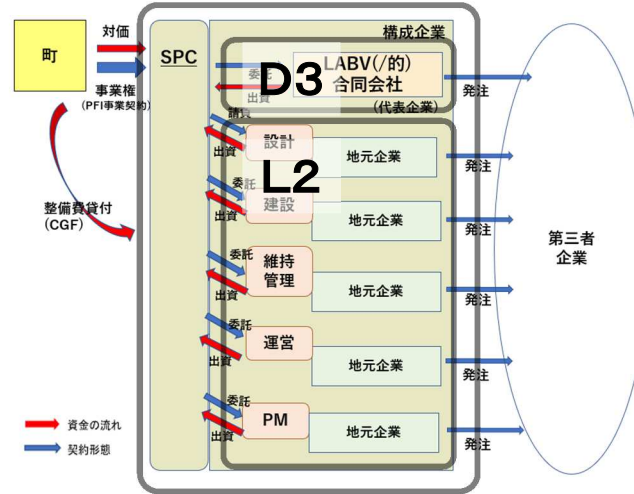 対価
町
事業権
(PFI事業契約)
整備費貸付
(CGF)
SPC
構成企業
D3
LABV(/的)
合同会社
(代表企業)
委託
出資
発注
L2
請負
出資
設計
地元企業
発注
委託
出資
建設
地元企業
発注
委託
出資
維持
管理
地元企業
発注
委託
出資
運営
地元企業
発注
委託
出資
PM
地元企業
発注
第三者
企業
資金の流れ
契約形態